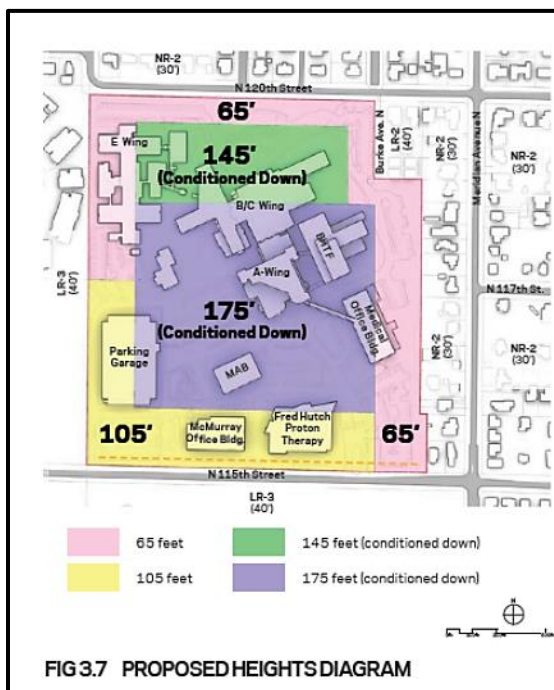 NR-2
(30')
NR-2
(30')
N 120th Street
65'
E Wing
145'
(Conditioned Down)
B/C Wing
Burke Ave. N
LR-2
(40')
NR-2
(30')
Meridian Avenue N
NR-2
(30')
BRTF
A-Wing
LR-3
(40')
N 117th St.
175'
(Conditioned Down)
Medical
Office Bldg.
Parking
Garage
NR-2
(30')
NR-2
(30')
MAB
105'
McMurray
Office Bldg.
Fred Hutch
Proton
Therapy
65'
N 115th Street
LR-3
(40')
65 feet
145 feet (conditioned down)
105 feet
175 feet (conditioned down)
N
FIG 3.7 PROPOSED HEIGHTS DIAGRAM